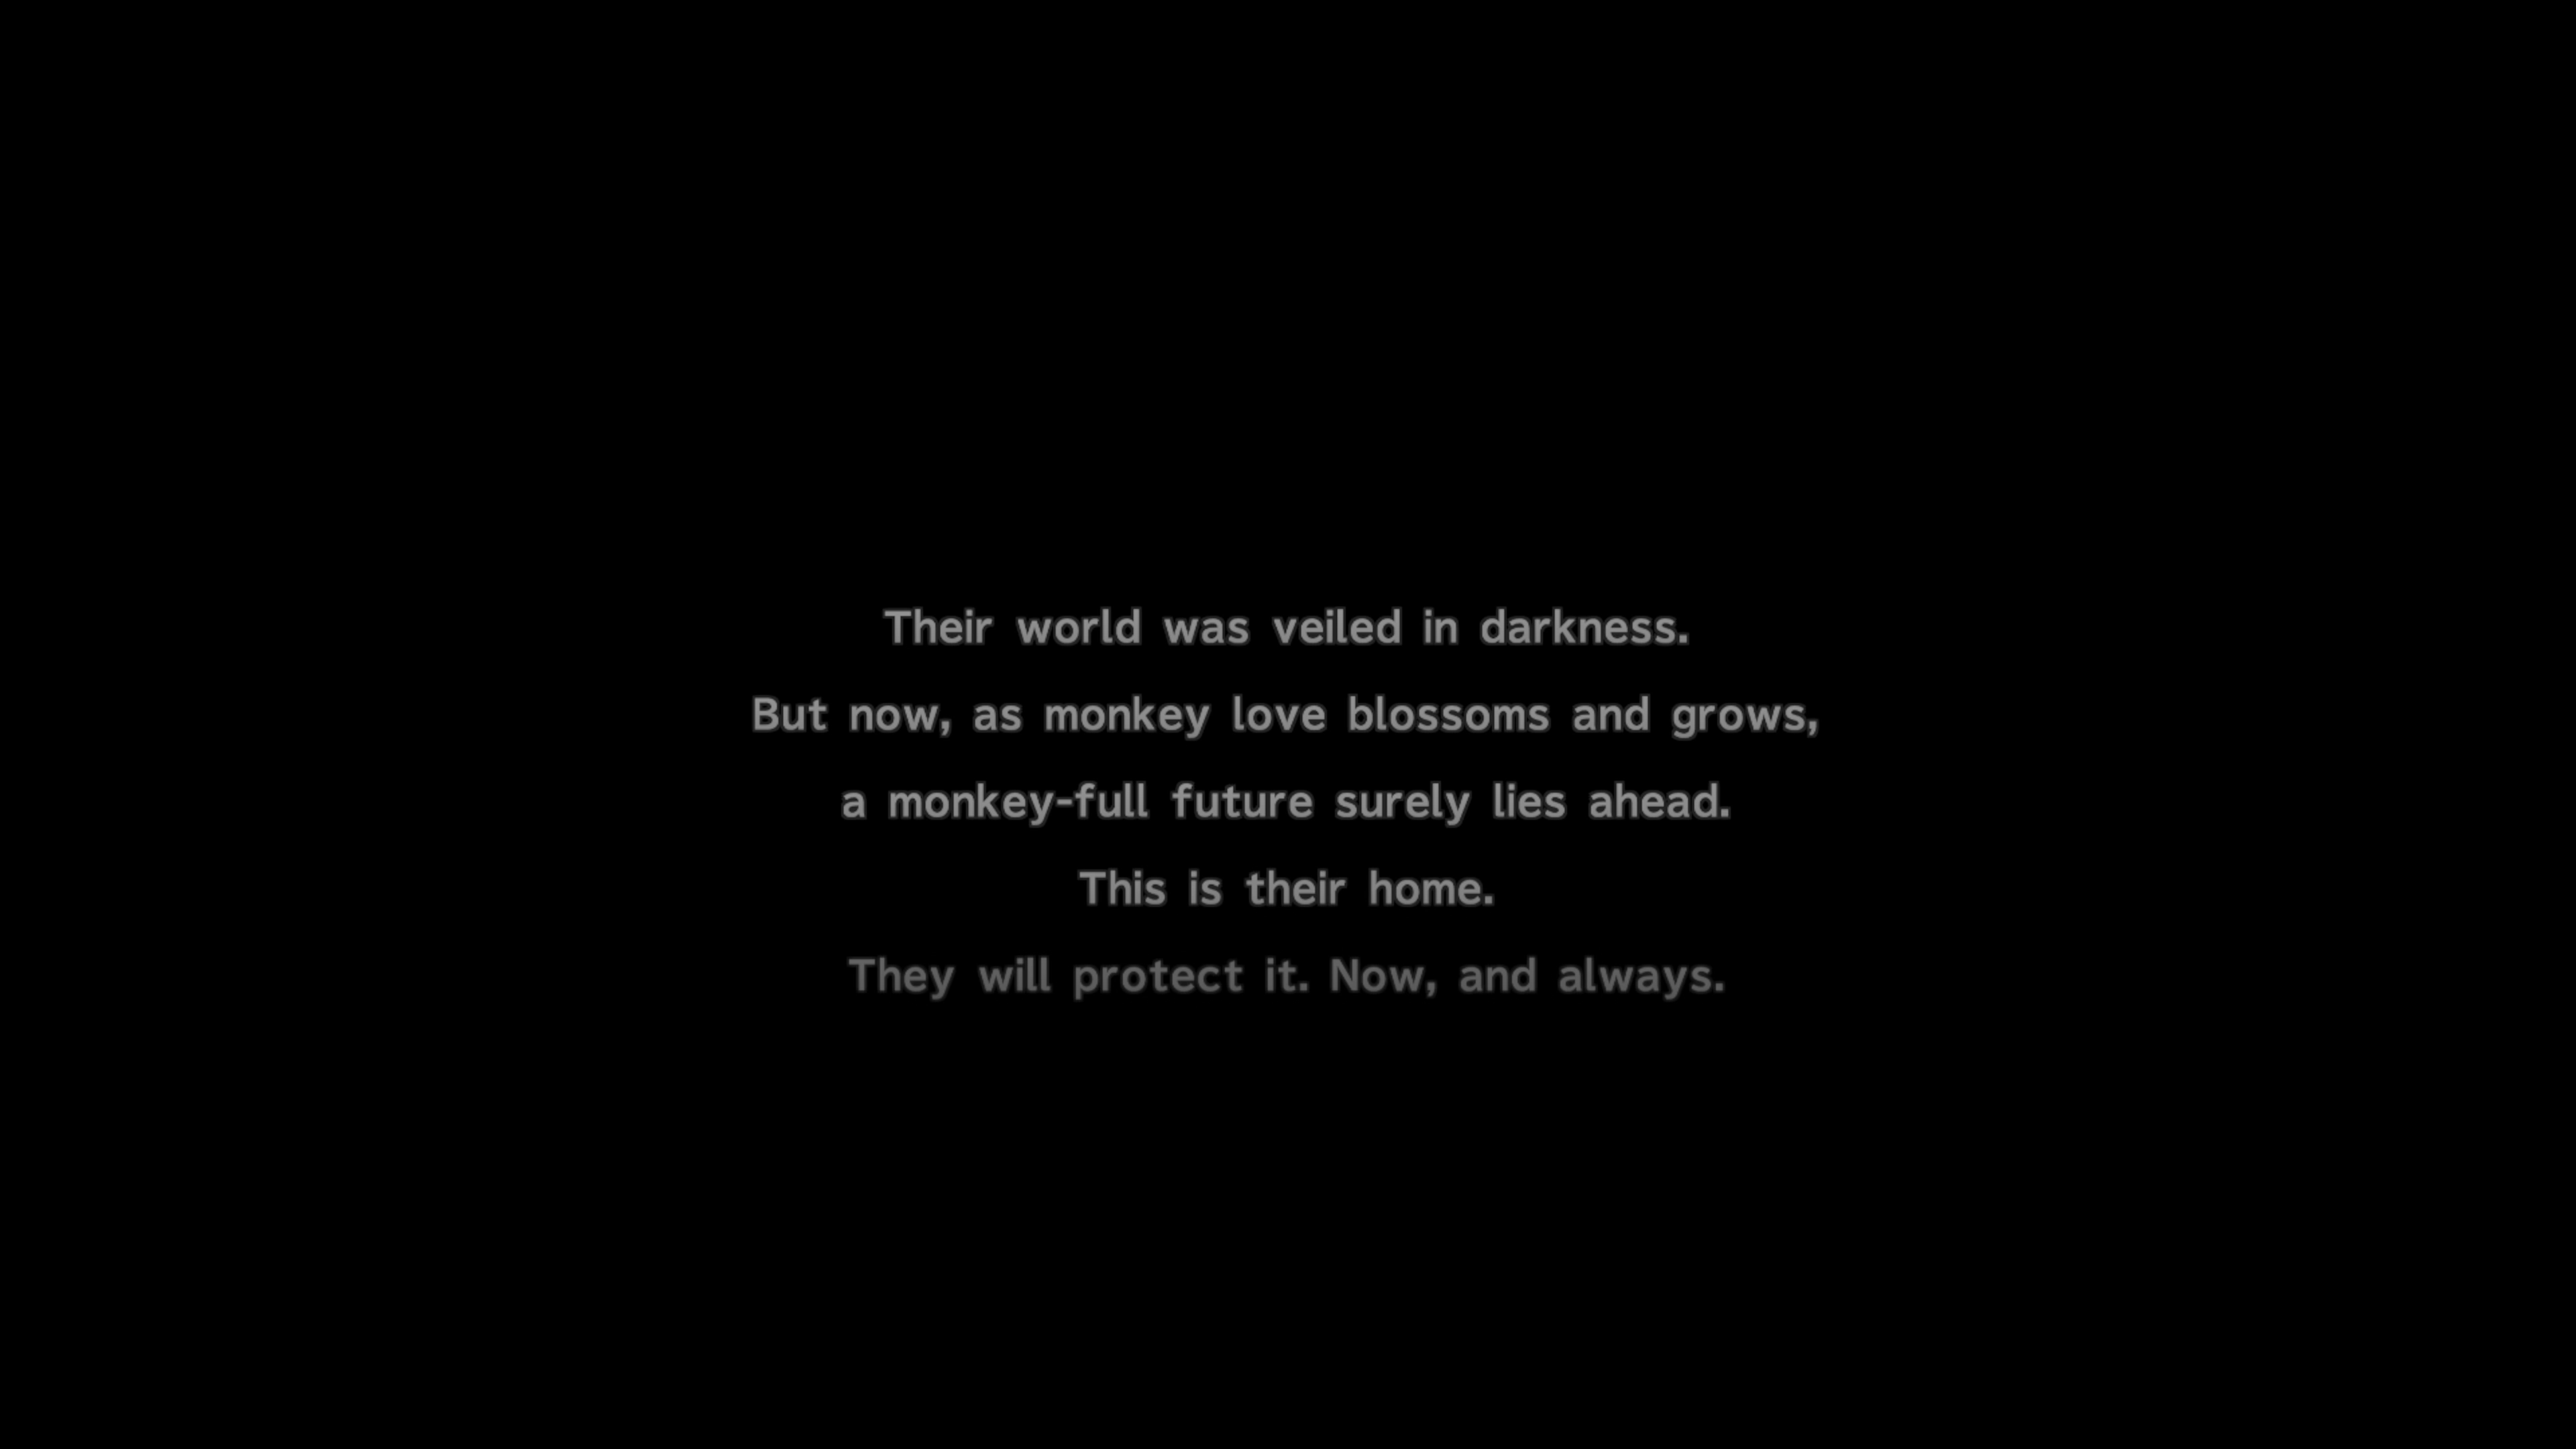 Their world was veiled in darkness.
But now, as monkey love blossoms and grows,
a monkey-full future surely lies ahead.
This is their home.
They will protect it. Now, and always.